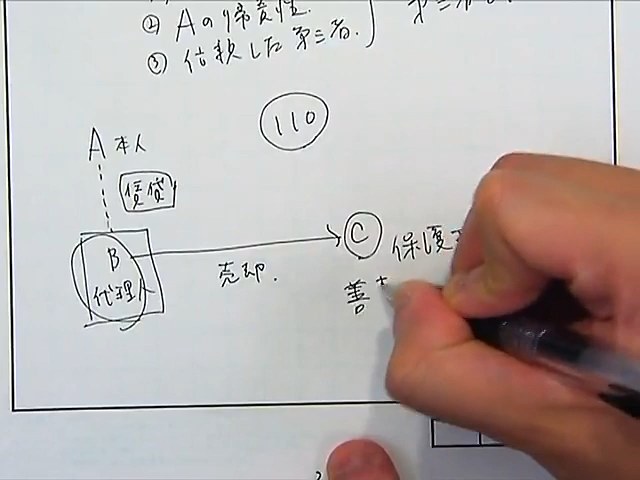 ② Aの帰責性.
③ 信頼した第三者.
110
A 本人
賃貸
B
代理人
売却.
C 保護
善